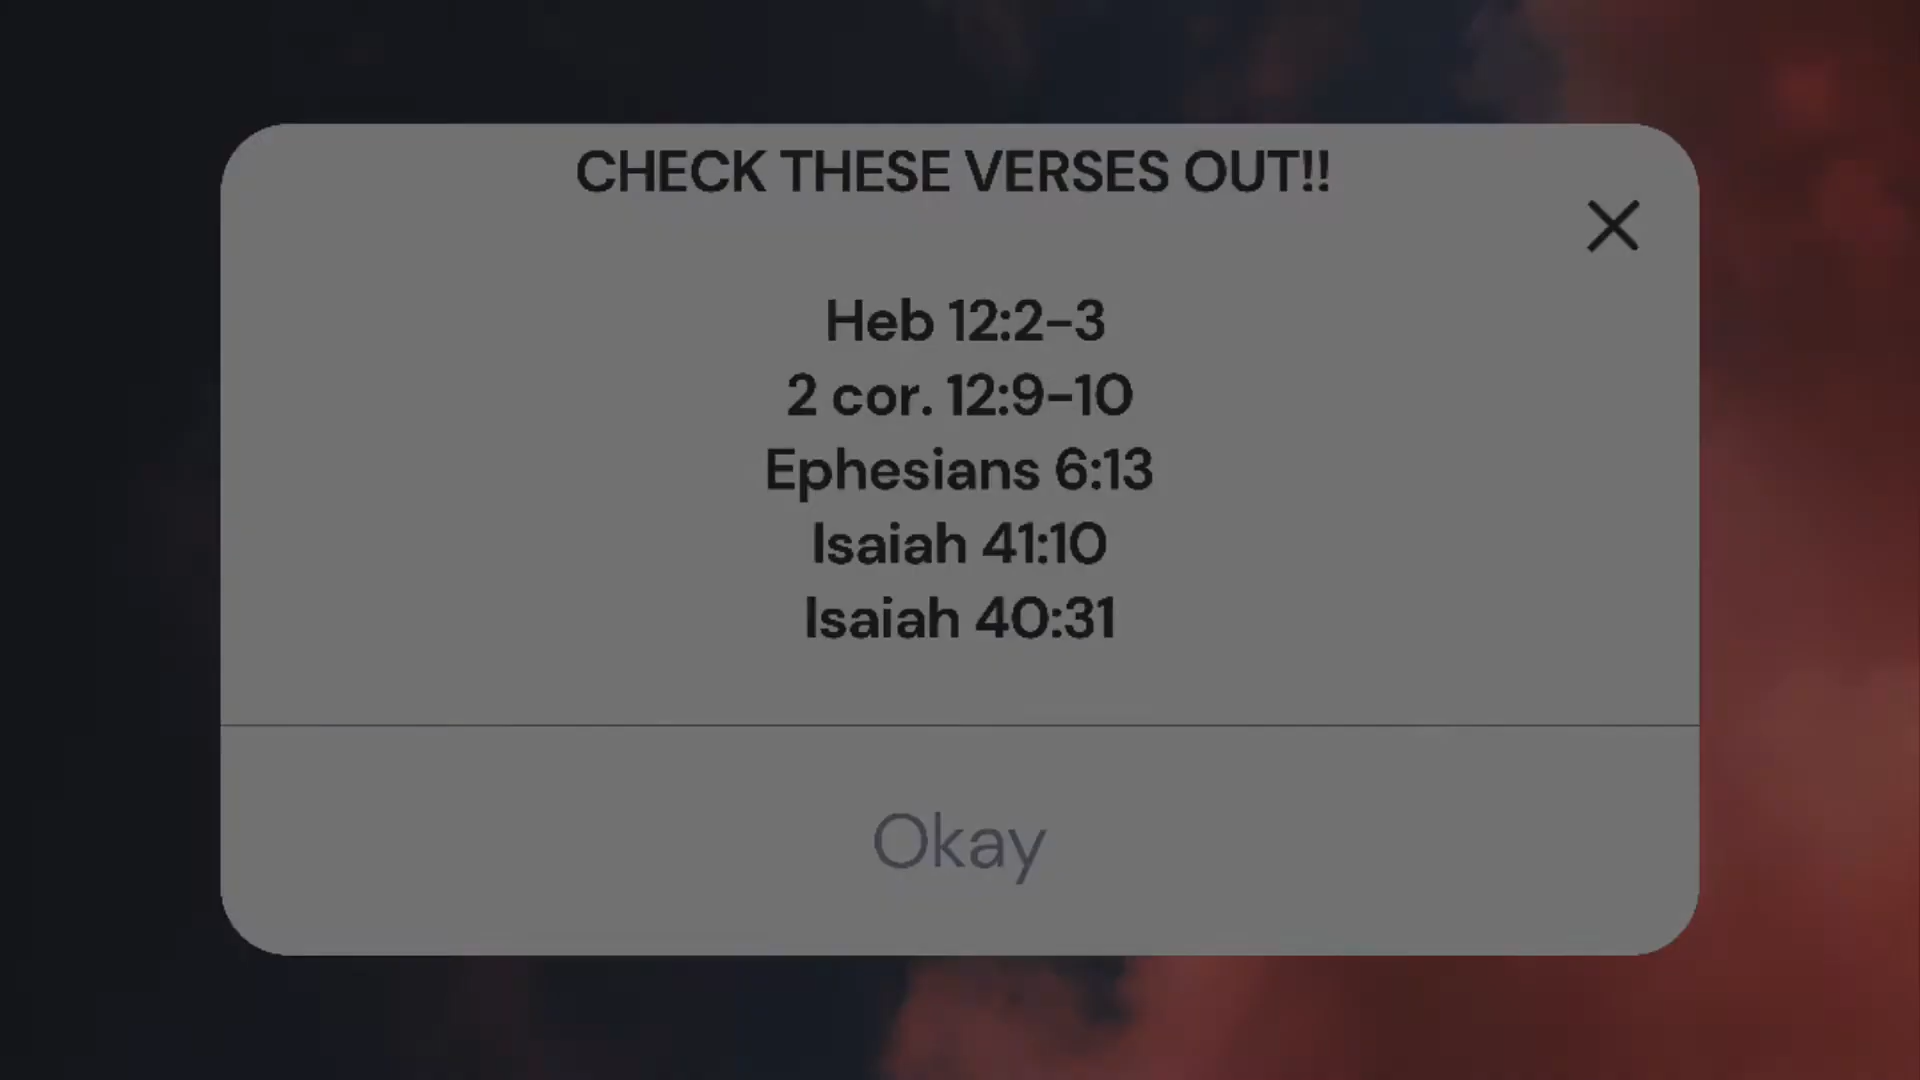 CHECK THESE VERSES OUT!!
Heb 12:2-3
2 cor. 12:9-10
Ephesians 6:13
Isaiah 41:10
Isaiah 40:31
Okay